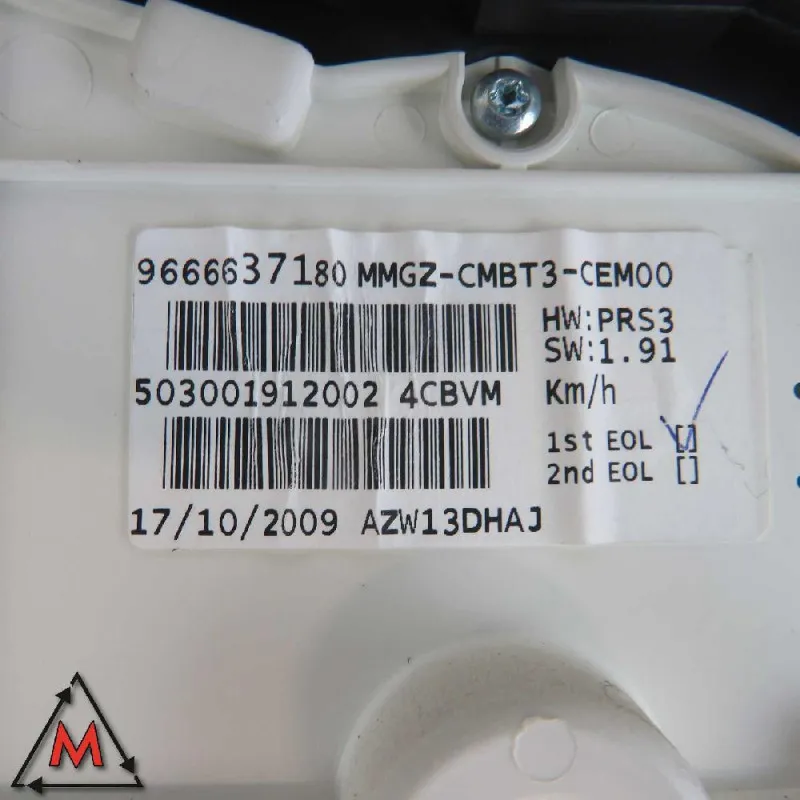 9666637180 MMGZ-CMBT3-CEM00
HW:PRS3
SW:1.91
503001912002 4CBVM Km/h
1st EOL []
2nd EOL []
17/10/2009 AZW13DHAJ
M